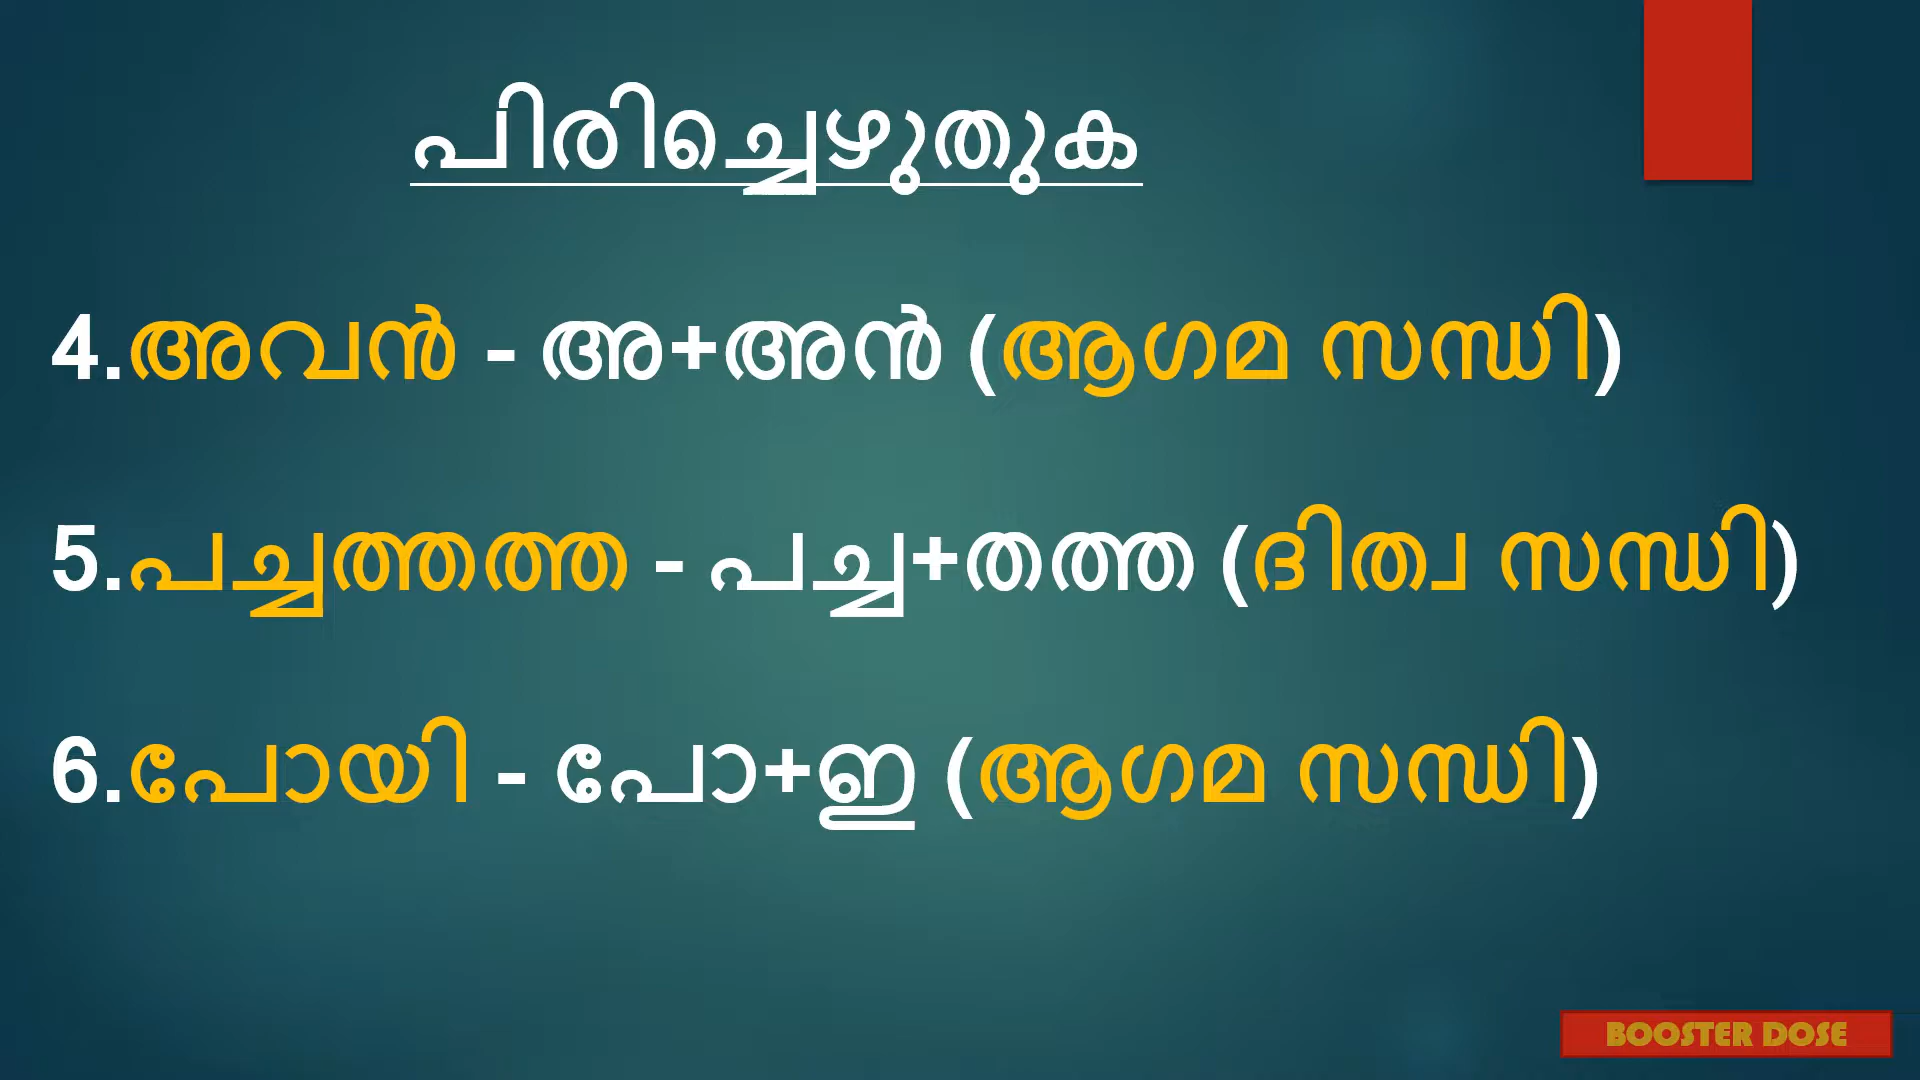 പിരിച്ചെഴുതുക
4.അവൻ - അ+അൻ (ആഗമ സന്ധി)
5.പച്ചത്തത്ത - പച്ച+തത്ത (ദിത്വ സന്ധി)
6.പോയി - പോ+ഇ (ആഗമ സന്ധി)
BOOSTER DOSE